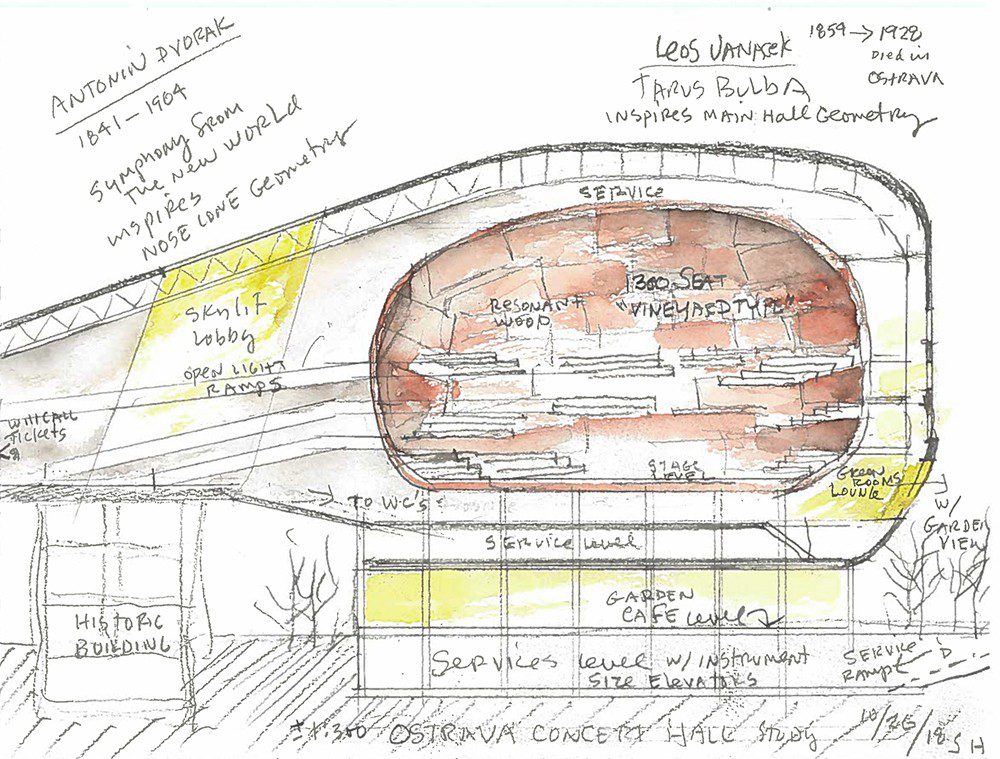 ANTONIN DVORAK
1841 – 1904
SYMPHONY FROM
THE NEW WORLD
INSPIRES
NOSE CONE GEOMETRY
LEOS JANASEK 1854 → 1928
DIED IN
OSTRAVA
TARUS BULBA
INSPIRES MAIN HALL GEOMETRY
SERVICE
1300 SEAT
"VINEYARD TYPE"
RESONANT
WOOD
SKYLIT
LOBBY
OPEN LIGHT
RAMPS
WILL CALL
TICKETS
STAGE
LEVEL
GREEN
ROOMS
LOUNGE
W/
GARDEN
VIEW
TO WC's
SERVICE LEVEL
GARDEN
CAFE LEVEL
HISTORIC
BUILDING
SERVICES LEVEL W/ INSTRUMENT
SIZE ELEVATORS
SERVICE
RAMP
± 1:300 OSTRAVA CONCERT HALL STUDY 10/26/18 SH